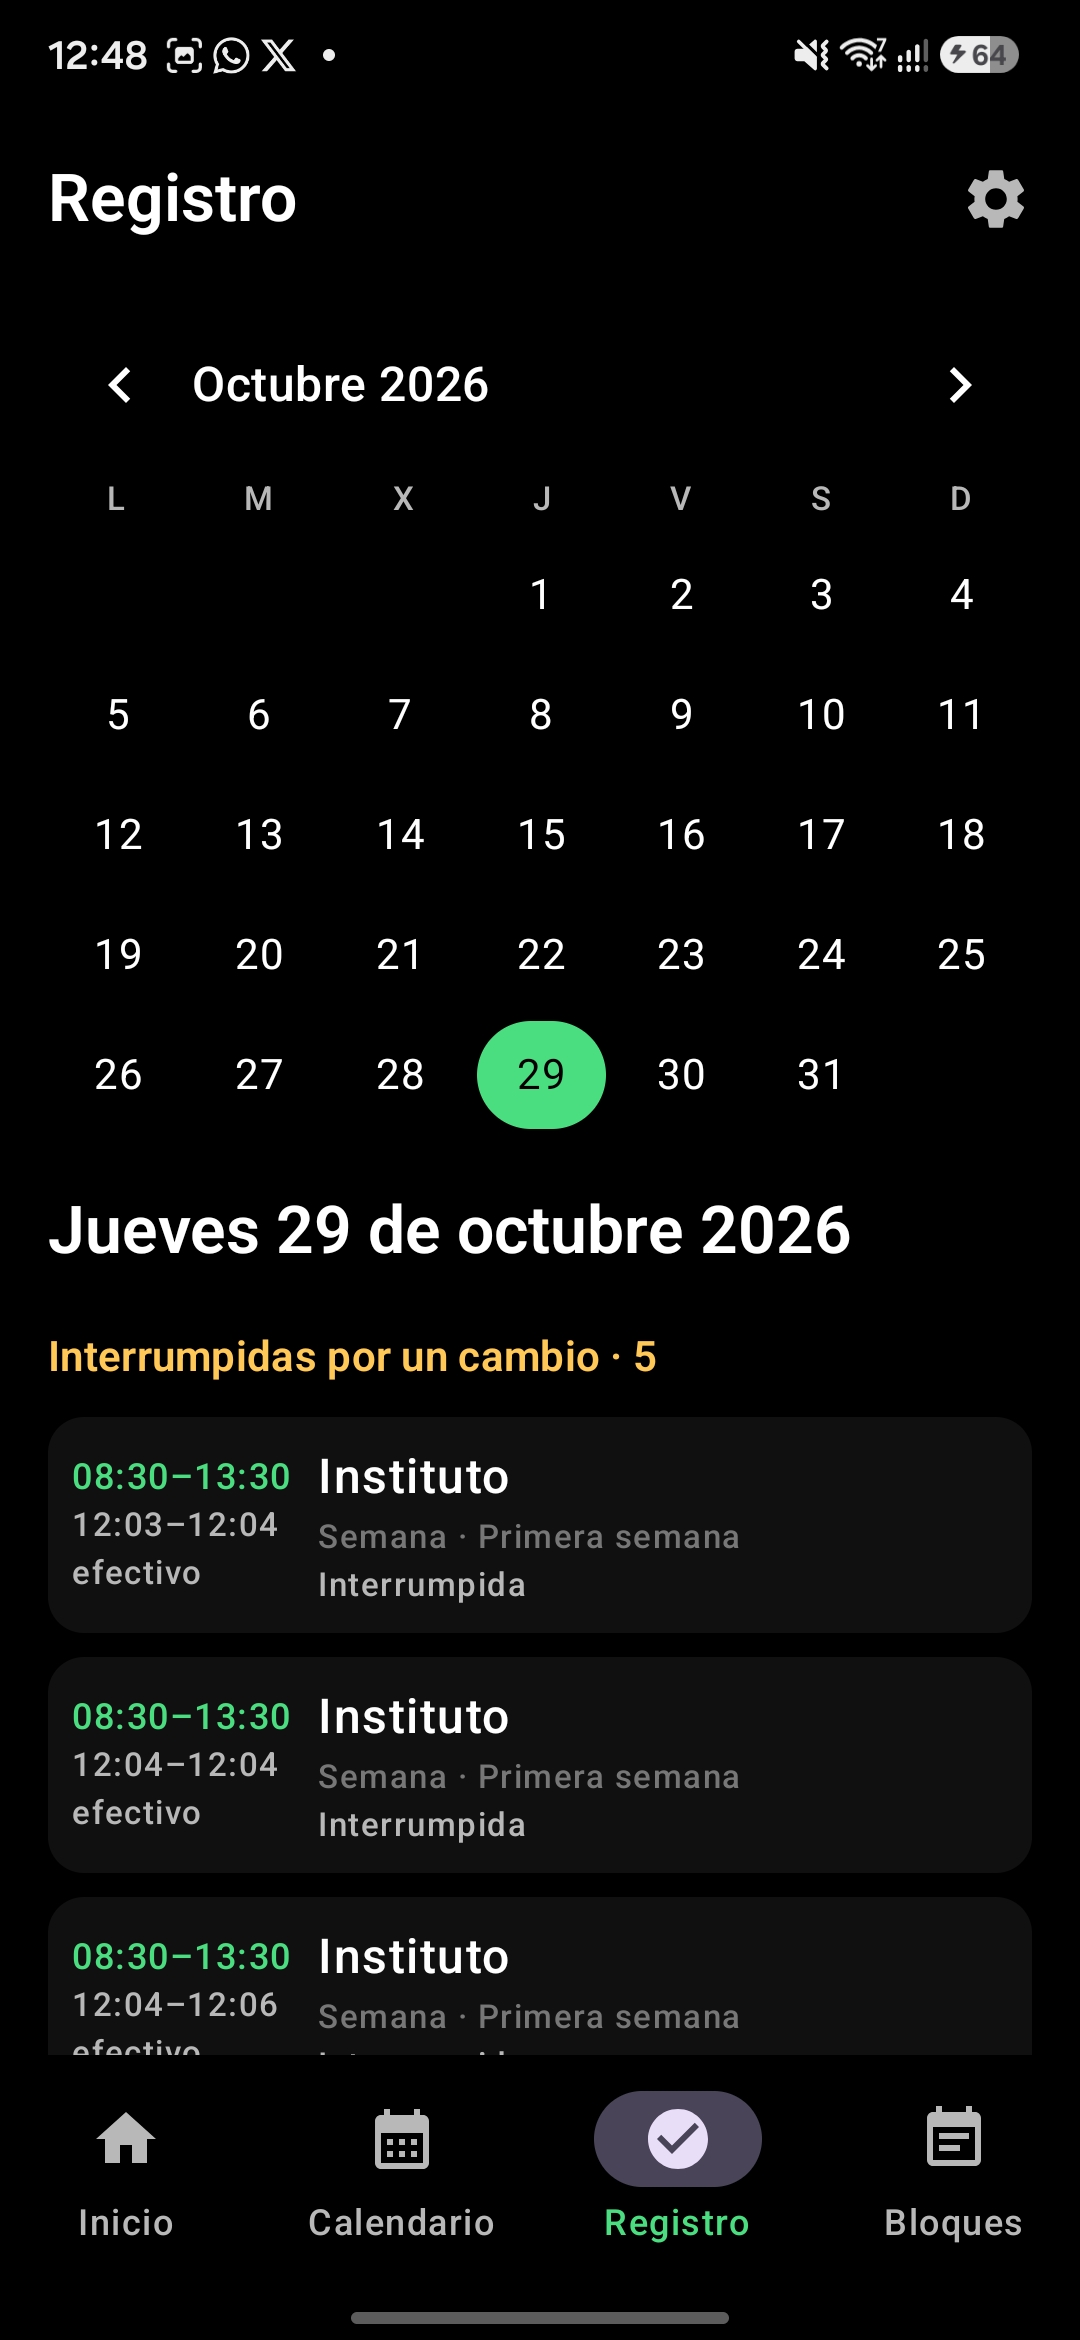 12:48
7
64
Registro
Octubre 2026
L M X J V S D
1 2 3 4
5 6 7 8 9 10 11
12 13 14 15 16 17 18
19 20 21 22 23 24 25
26 27 28 29 30 31
Jueves 29 de octubre 2026
Interrumpidas por un cambio · 5
08:30–13:30
12:03–12:04
efectivo
Instituto
Semana · Primera semana
Interrumpida
08:30–13:30
12:04–12:04
efectivo
Instituto
Semana · Primera semana
Interrumpida
08:30–13:30
12:04–12:06
efectivo
Instituto
Semana · Primera semana
Inicio
Calendario
Registro
Bloques